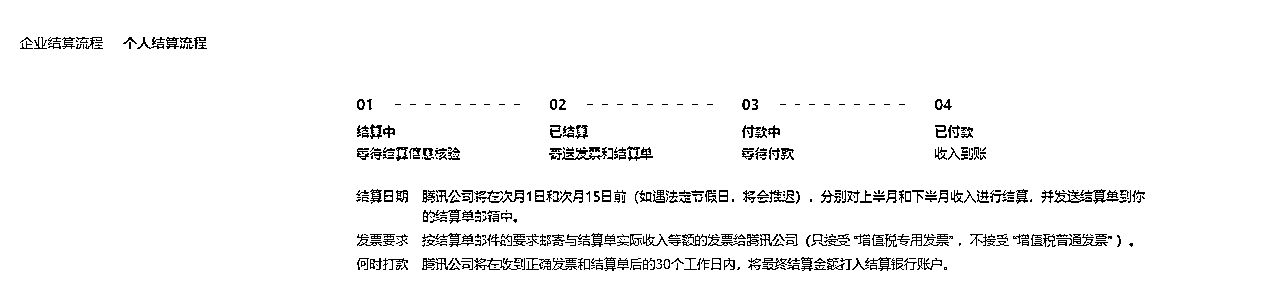 企业结算流程 个人结算流程
01 02 03 04
结算中 已结算 付款中 已付款
等待结算信息核验 寄送发票和结算单 等待付款 收入到账
结算日期 腾讯公司将在次月1日和次月15日前（如遇法定节假日，将会推迟），分别对上半月和下半月收入进行结算，并发送结算单到你
的结算单邮箱中。
发票要求 按结算单邮件的要求邮寄与结算单实际收入等额的发票给腾讯公司（只接受“增值税专用发票”，不接受“增值税普通发票”）。
何时打款 腾讯公司将在收到正确发票和结算单后的30个工作日内，将最终结算金额打入结算银行账户。